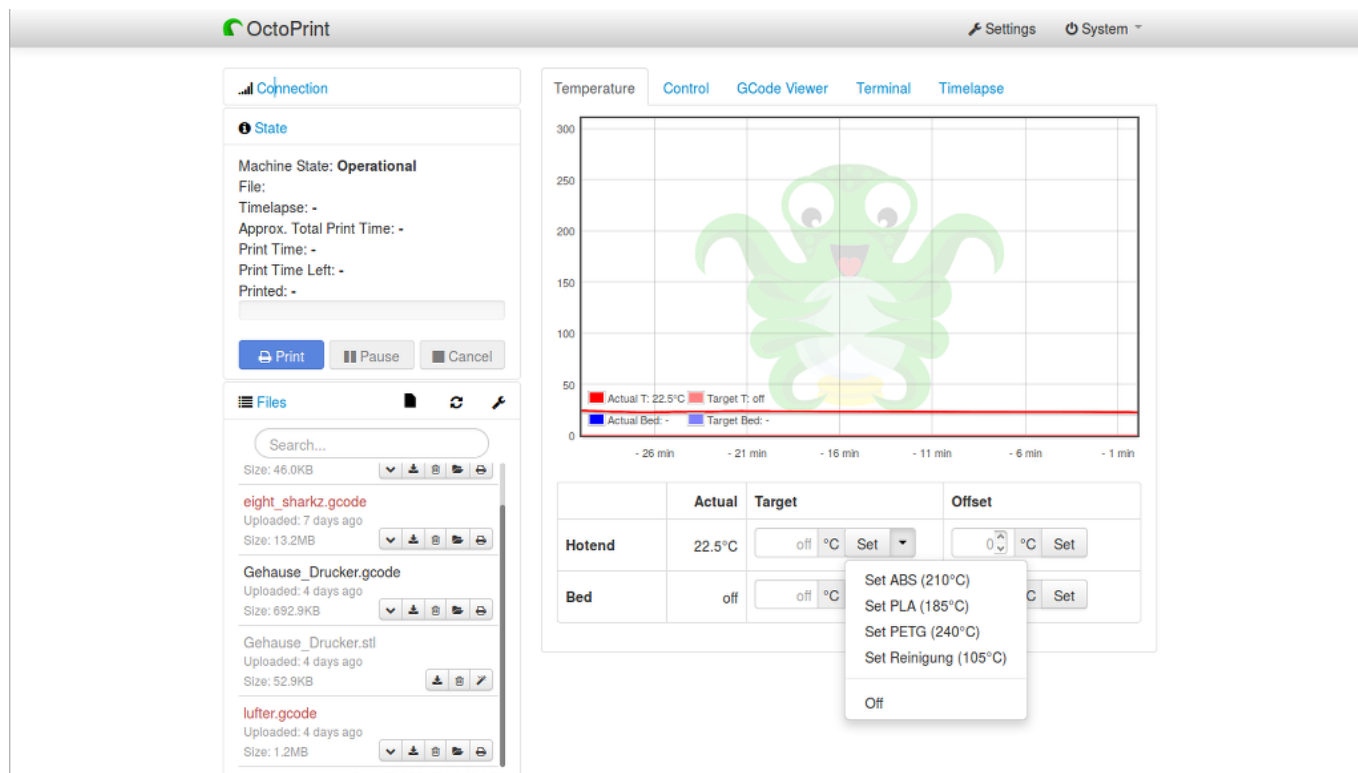 OctoPrint
Settings
System
Connection
State
Machine State: Operational
File:
Timelapse: -
Approx. Total Print Time: -
Print Time: -
Print Time Left: -
Printed: -
Print
Pause
Cancel
Files
Search...
Size: 46.0KB
eight_sharkz.gcode
Uploaded: 7 days ago
Size: 13.2MB
Gehause_Drucker.gcode
Uploaded: 4 days ago
Size: 692.9KB
Gehause_Drucker.stl
Uploaded: 4 days ago
Size: 52.9KB
lufter.gcode
Uploaded: 4 days ago
Size: 1.2MB
Temperature Control GCode Viewer Terminal Timelapse
300
250
200
150
100
50
0
Actual T: 22.5°C Target T: off
Actual Bed: - Target Bed: -
- 26 min - 21 min - 16 min - 11 min - 6 min - 1 min
Actual Target Offset
Hotend 22.5°C off °C Set 0 °C Set
Bed off off °C C Set
Set ABS (210°C)
Set PLA (185°C)
Set PETG (240°C)
Set Reinigung (105°C)
Off